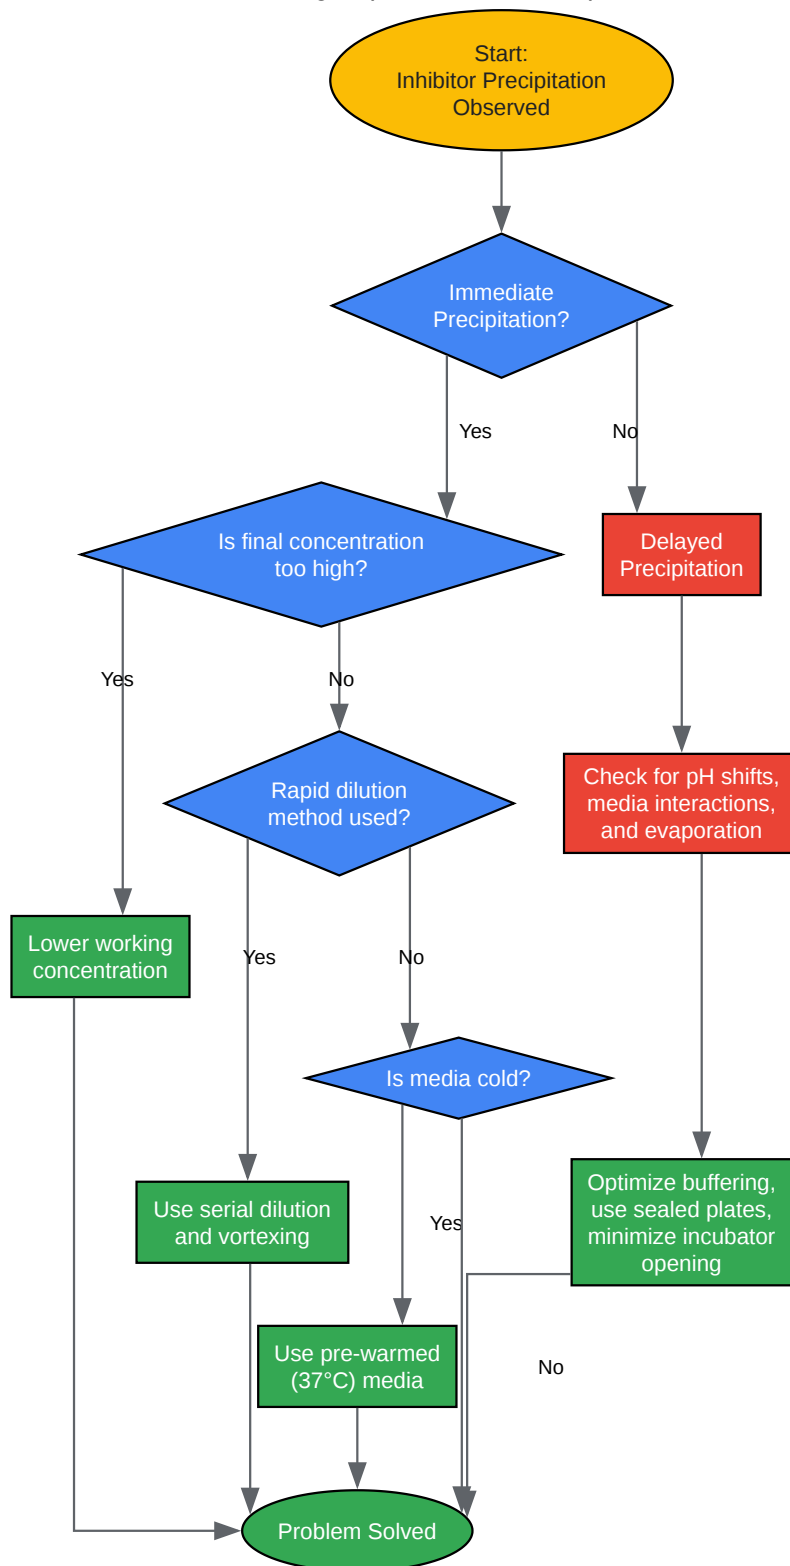 Start:
Inhibitor Precipitation
Observed
Immediate
Precipitation?
Yes
No
Is final concentration
too high?
Delayed
Precipitation
Yes
No
Rapid dilution
method used?
Check for pH shifts,
media interactions,
and evaporation
Lower working
concentration
Yes
No
Is media cold?
Use serial dilution
and vortexing
Yes
Optimize buffering,
use sealed plates,
minimize incubator
opening
Use pre-warmed
(37°C) media
No
Problem Solved